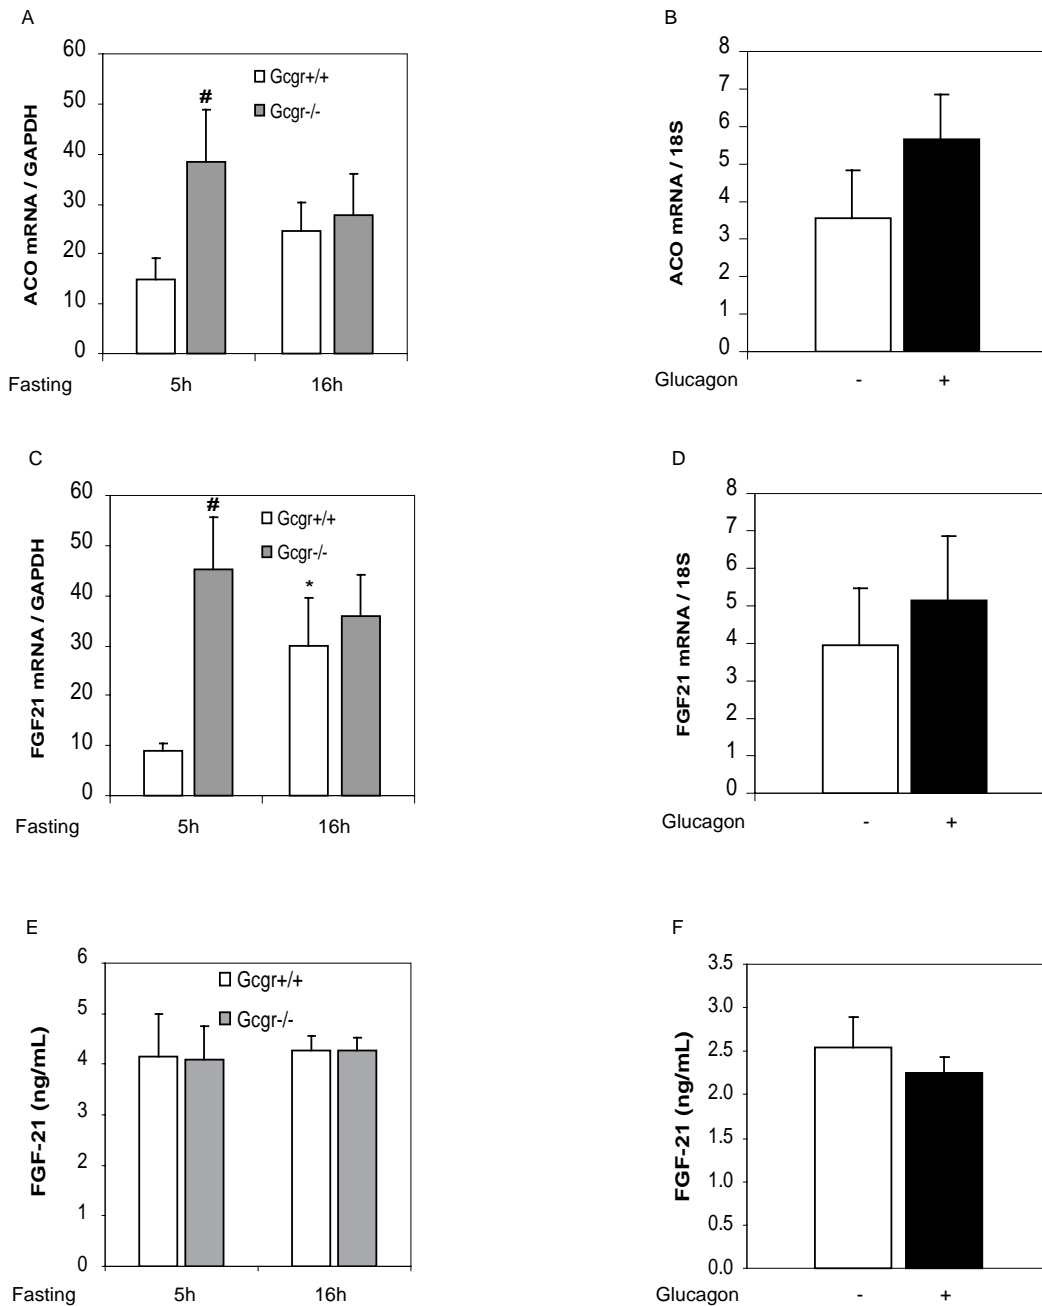 A
ACO mRNA / GAPDH
60
50
40
30
20
10
0
Gcgr+/+
Gcgr-/-
#
Fasting
5h
16h
B
ACO mRNA / 18S
8
7
6
5
4
3
2
1
0
Glucagon
-
+
C
FGF21 mRNA / GAPDH
60
50
40
30
20
10
0
#
Gcgr+/+
Gcgr-/-
*
Fasting
5h
16h
D
FGF21 mRNA / 18S
8
7
6
5
4
3
2
1
0
Glucagon
-
+
E
FGF-21 (ng/mL)
6
5
4
3
2
1
0
Gcgr+/+
Gcgr-/-
Fasting
5h
16h
F
FGF-21 (ng/mL)
3.5
3.0
2.5
2.0
1.5
1.0
0.5
0.0
Glucagon
-
+